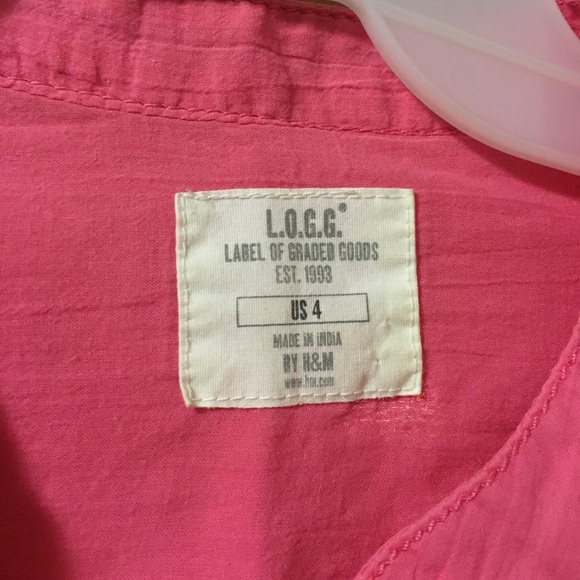 L.O.G.G.®
LABEL OF GRADED GOODS
EST. 1993
US 4
MADE IN INDIA
BY H&M
www.hm.com